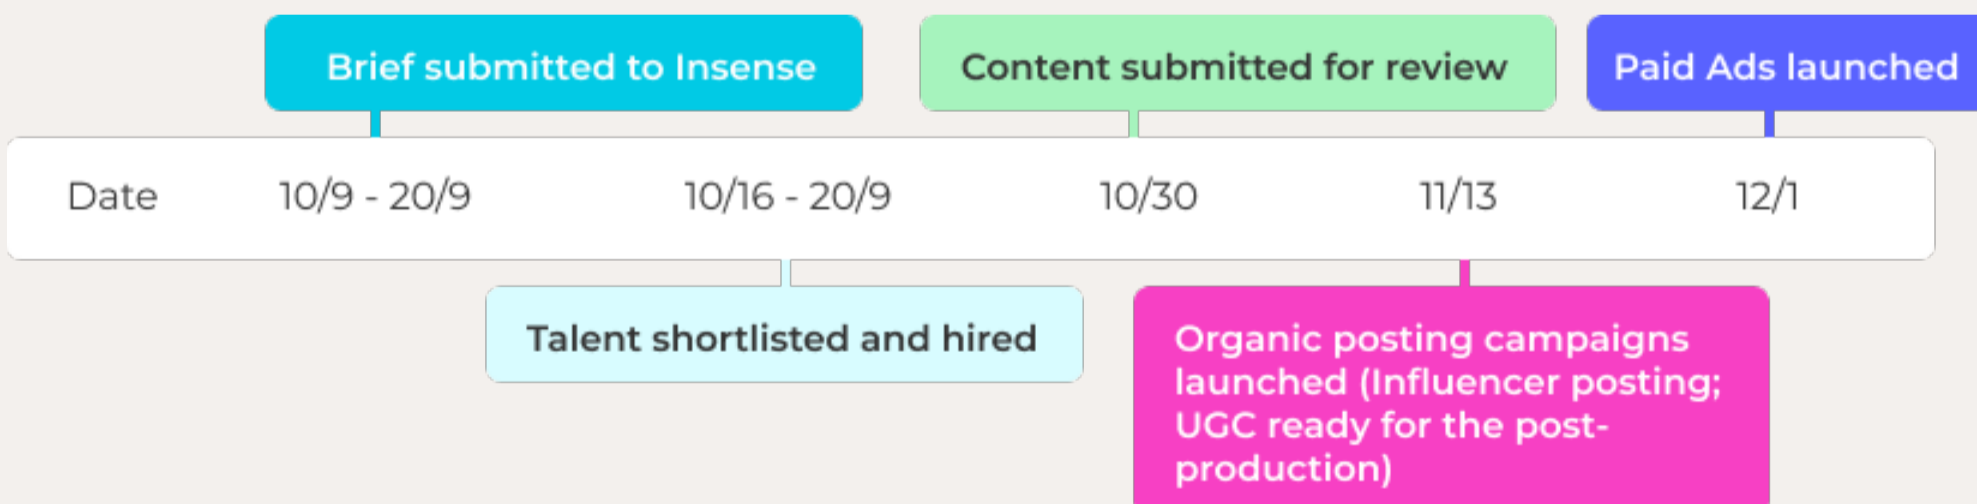 Brief submitted to Insense
Content submitted for review
Paid Ads launched
Date
10/9 - 20/9
10/16 - 20/9
10/30
11/13
12/1
Talent shortlisted and hired
Organic posting campaigns
launched (Influencer posting;
UGC ready for the post-
production)